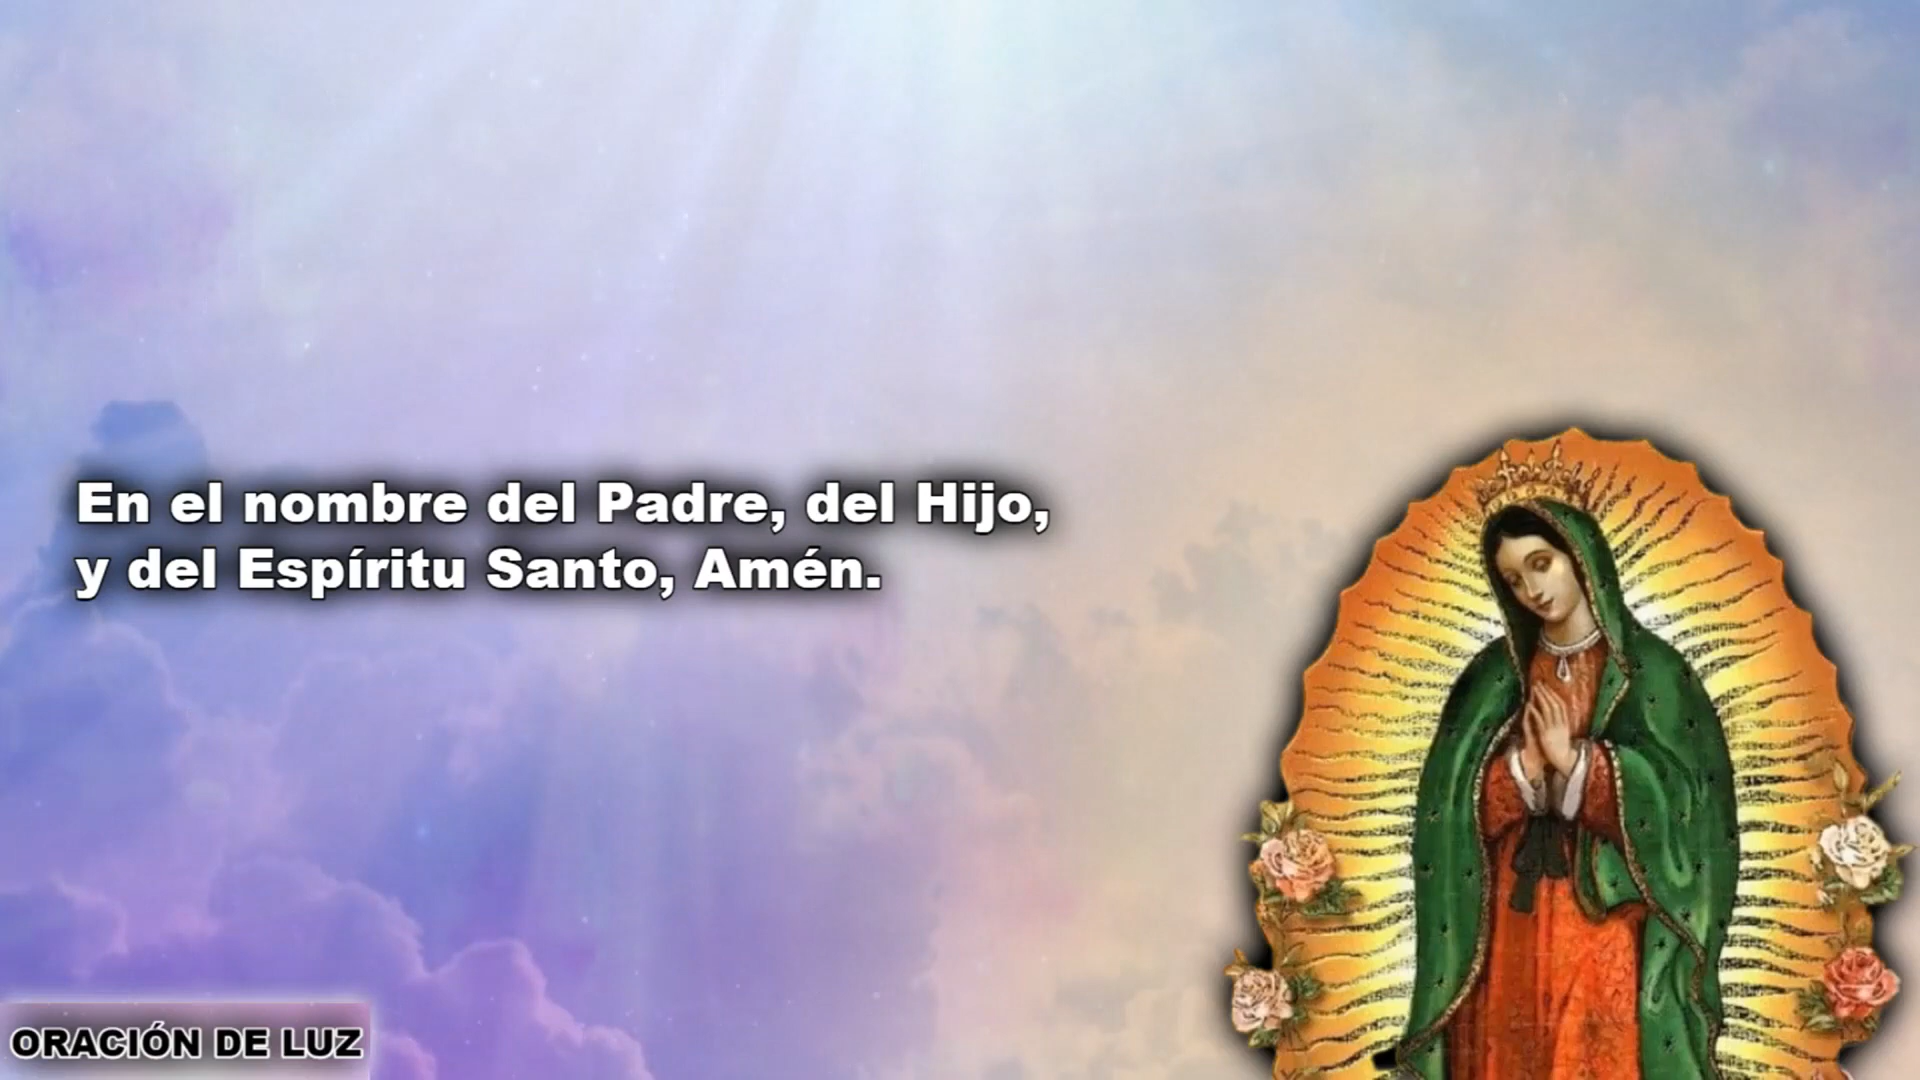 En el nombre del Padre, del Hijo,
y del Espíritu Santo, Amén.
ORACIÓN DE LUZ